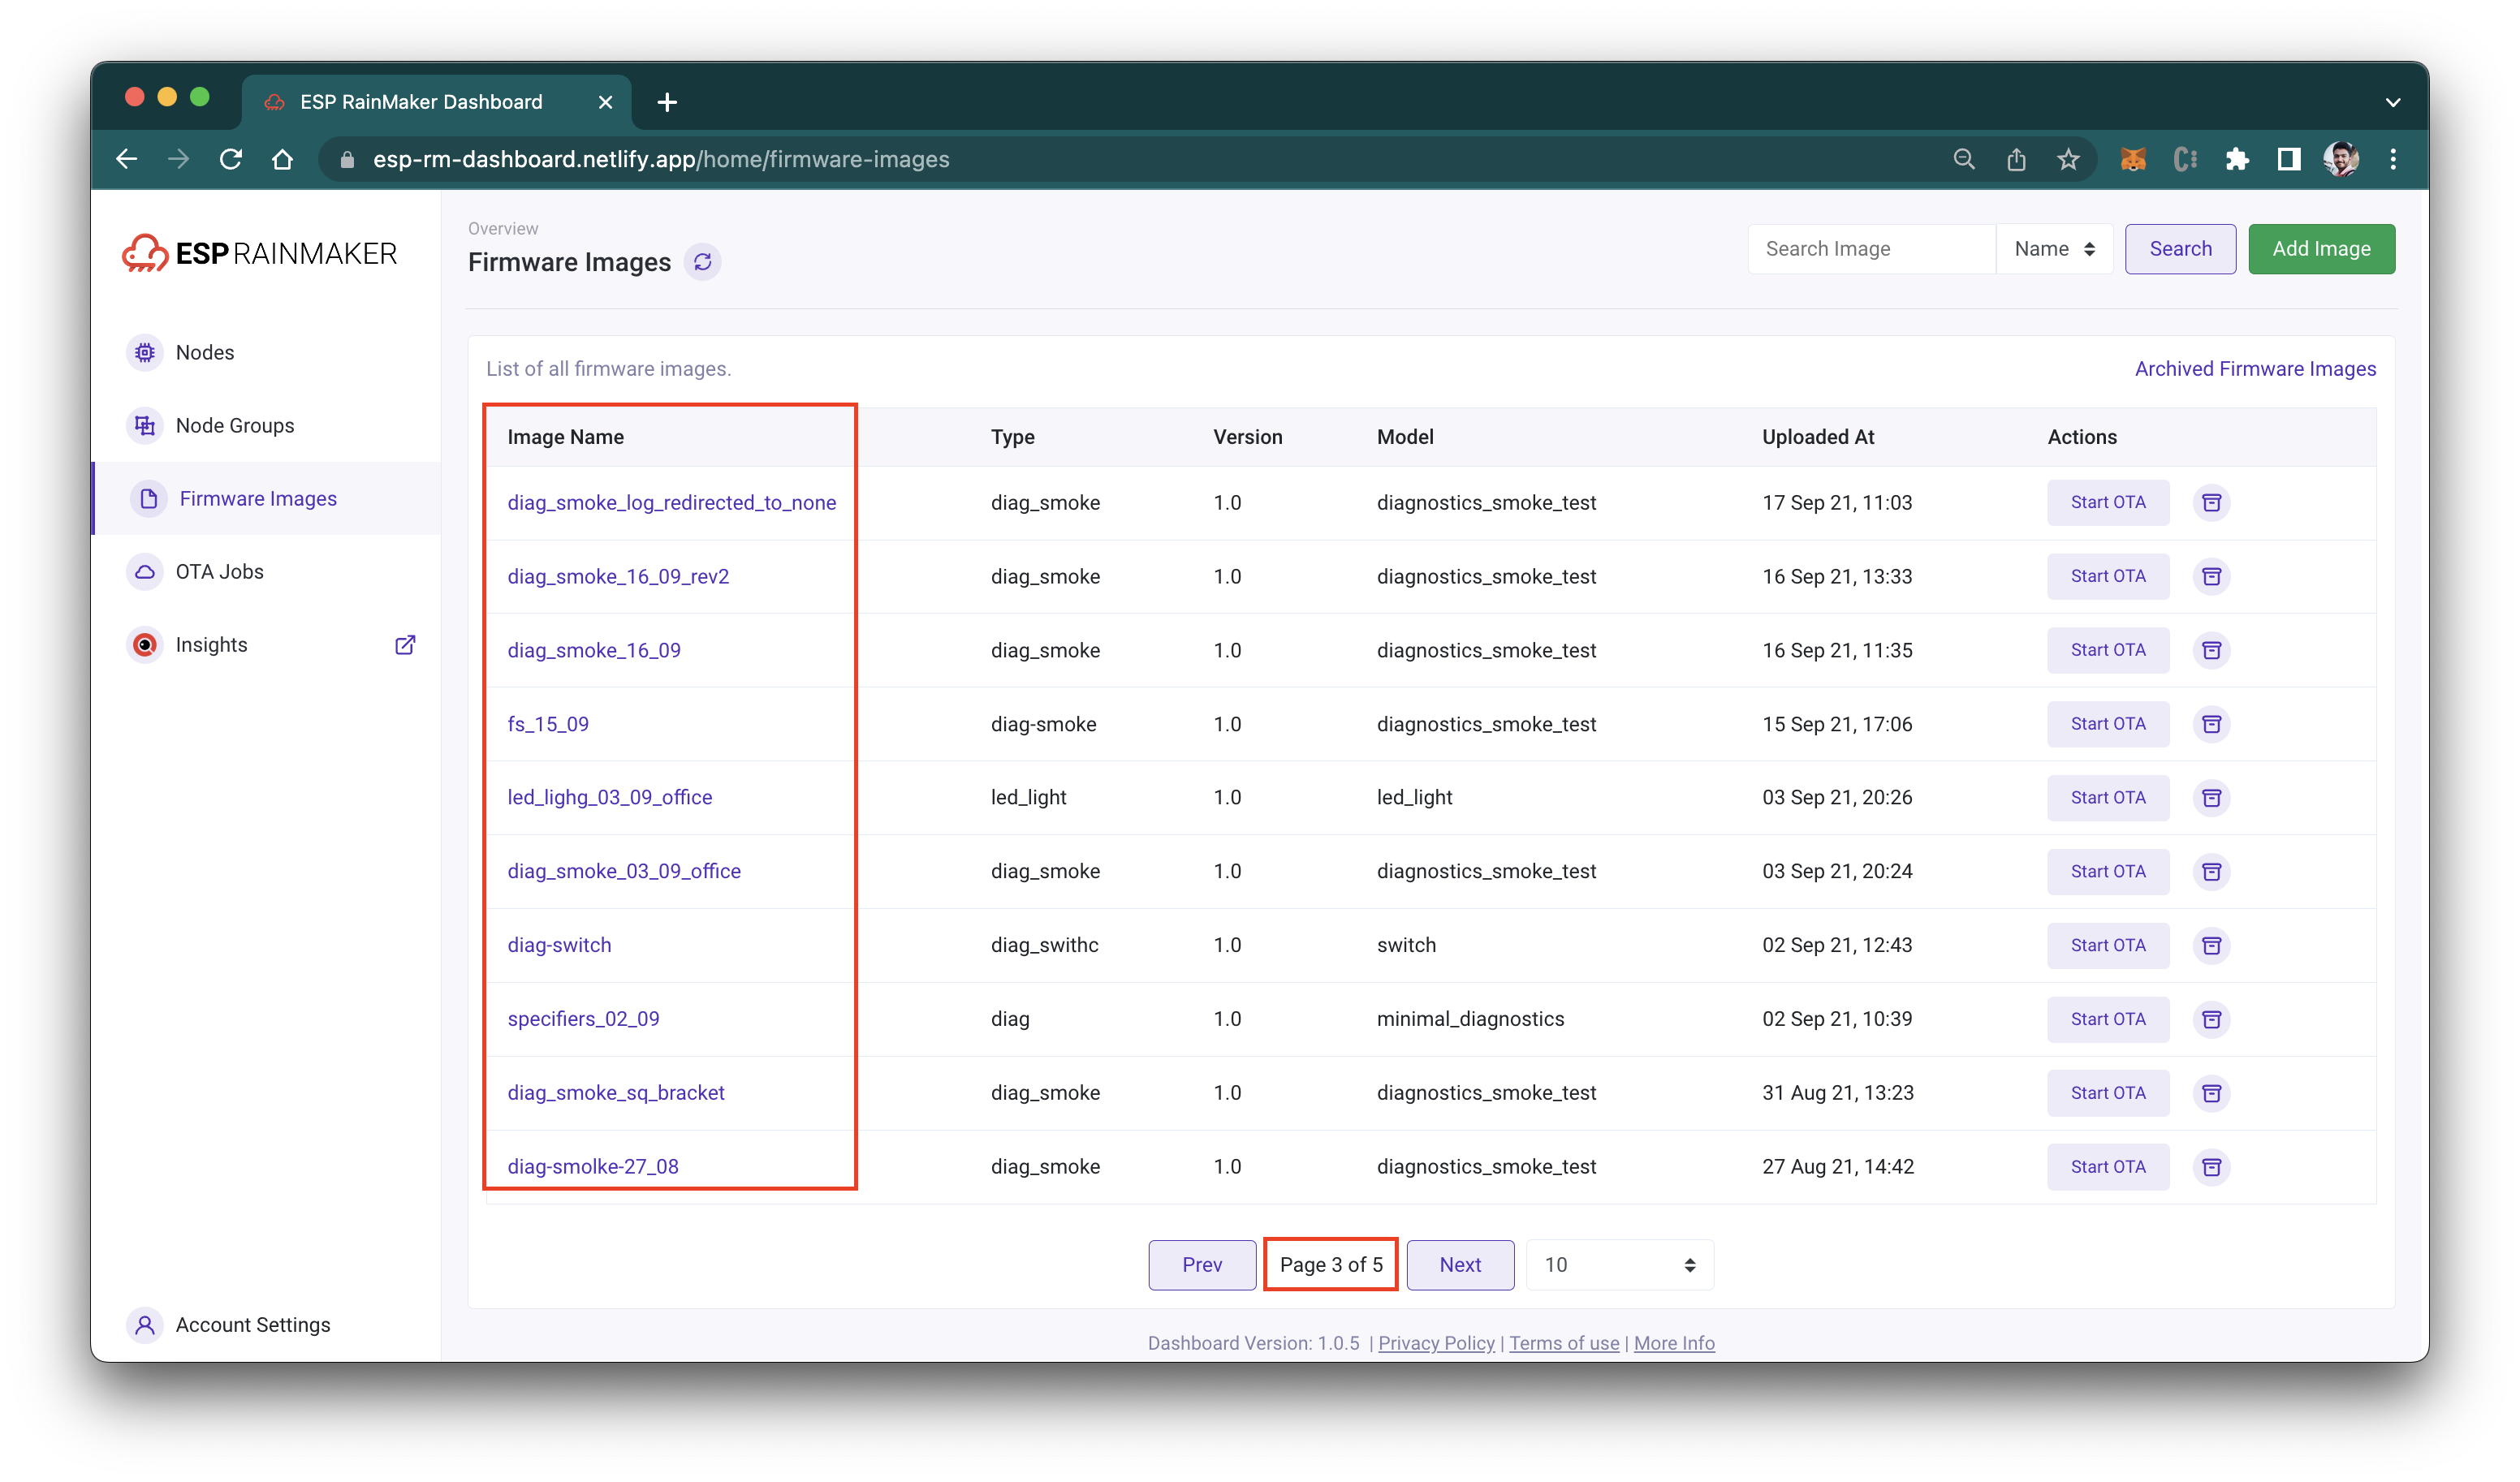 ESP RainMaker Dashboard
esp-rm-dashboard.netlify.app/home/firmware-images
ESP RAINMAKER
Nodes
Node Groups
Firmware Images
OTA Jobs
Insights
Account Settings
Overview
Firmware Images
Search Image Name Search Add Image
List of all firmware images. Archived Firmware Images
Image Name Type Version Model Uploaded At Actions
diag_smoke_log_redirected_to_none diag_smoke 1.0 diagnostics_smoke_test 17 Sep 21, 11:03 Start OTA
diag_smoke_16_09_rev2 diag_smoke 1.0 diagnostics_smoke_test 16 Sep 21, 13:33 Start OTA
diag_smoke_16_09 diag_smoke 1.0 diagnostics_smoke_test 16 Sep 21, 11:35 Start OTA
fs_15_09 diag-smoke 1.0 diagnostics_smoke_test 15 Sep 21, 17:06 Start OTA
led_lighg_03_09_office led_light 1.0 led_light 03 Sep 21, 20:26 Start OTA
diag_smoke_03_09_office diag_smoke 1.0 diagnostics_smoke_test 03 Sep 21, 20:24 Start OTA
diag-switch diag_swithc 1.0 switch 02 Sep 21, 12:43 Start OTA
specifiers_02_09 diag 1.0 minimal_diagnostics 02 Sep 21, 10:39 Start OTA
diag_smoke_sq_bracket diag_smoke 1.0 diagnostics_smoke_test 31 Aug 21, 13:23 Start OTA
diag-smolke-27_08 diag_smoke 1.0 diagnostics_smoke_test 27 Aug 21, 14:42 Start OTA
Prev Page 3 of 5 Next 10
Dashboard Version: 1.0.5 | Privacy Policy | Terms of use | More Info